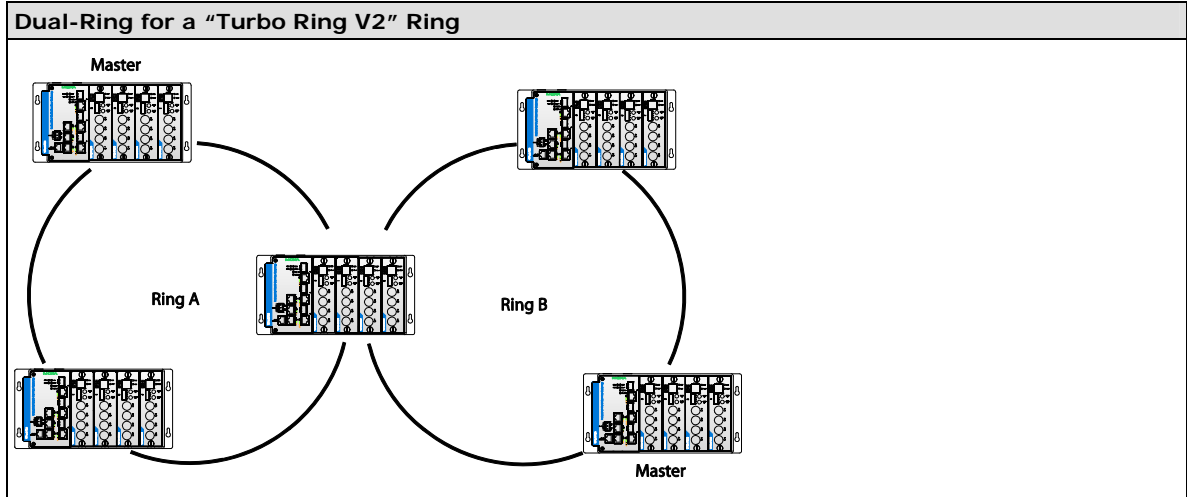 Dual-Ring for a “Turbo Ring V2” Ring
Master
Ring A
Ring B
Master